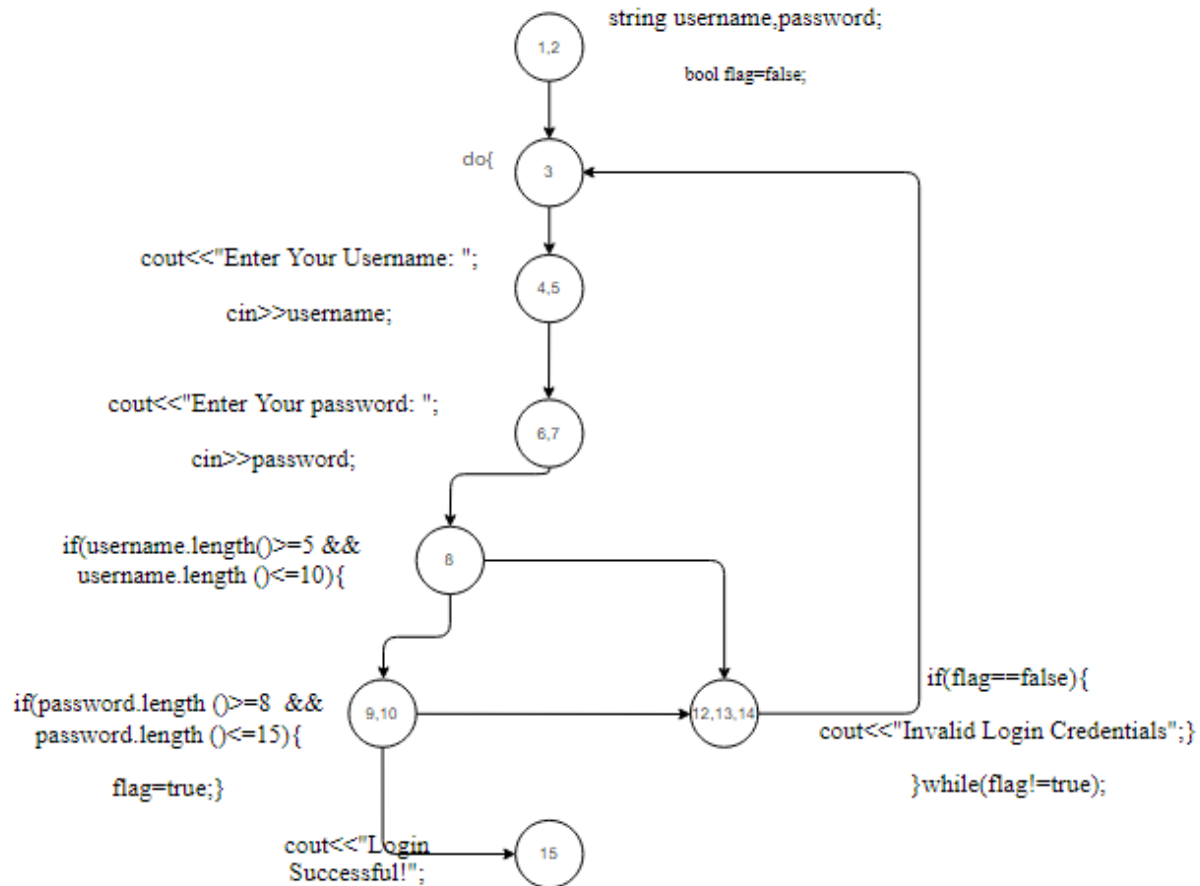 string username,password;
1,2
bool flag=false;
do{
3
cout<<"Enter Your Username: ";
4,5
cin>>username;
cout<<"Enter Your password: ";
6,7
cin>>password;
if(username.length()>=5 &&
username.length ()<=10){
8
if(password.length ()>=8  &&
password.length ()<=15){
flag=true;}
9,10
12,13,14
if(flag==false){
cout<<"Invalid Login Credentials";}
}while(flag!=true);
cout<<"Login
Successful!";
15